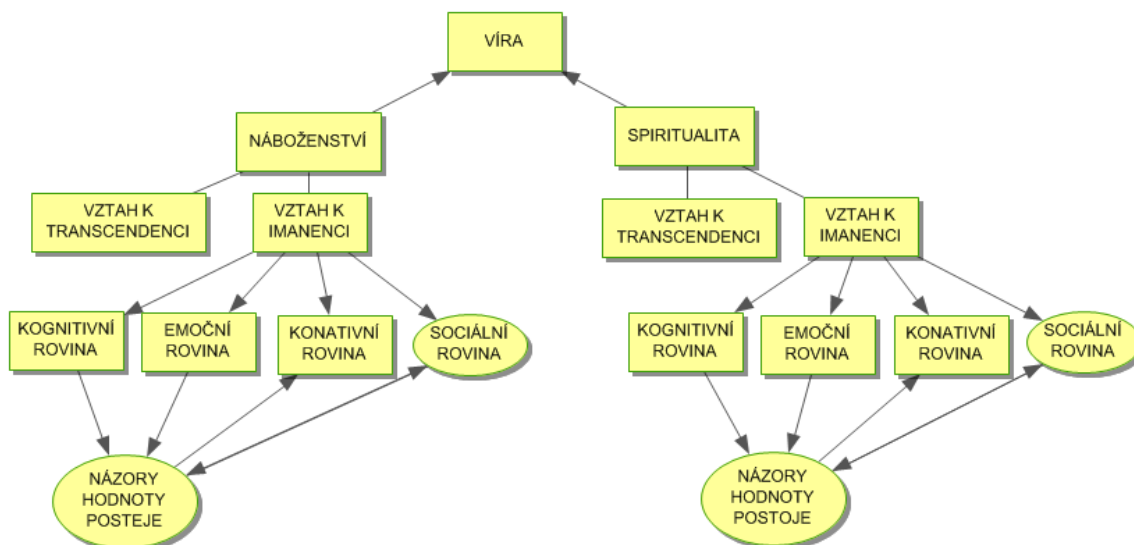 VÍRA
NÁBOŽENSTVÍ
SPIRITUALITA
VZTAH K
TRANSCENDENCI
VZTAH K
IMANENCI
VZTAH K
TRANSCENDENCI
VZTAH K
IMANENCI
KOGNITIVNÍ
ROVINA
EMOČNÍ
ROVINA
KONATIVNÍ
ROVINA
SOCIÁLNÍ
ROVINA
KOGNITIVNÍ
ROVINA
EMOČNÍ
ROVINA
KONATIVNÍ
ROVINA
SOCIÁLNÍ
ROVINA
NÁZORY
HODNOTY
POSTEJE
NÁZORY
HODNOTY
POSTOJE